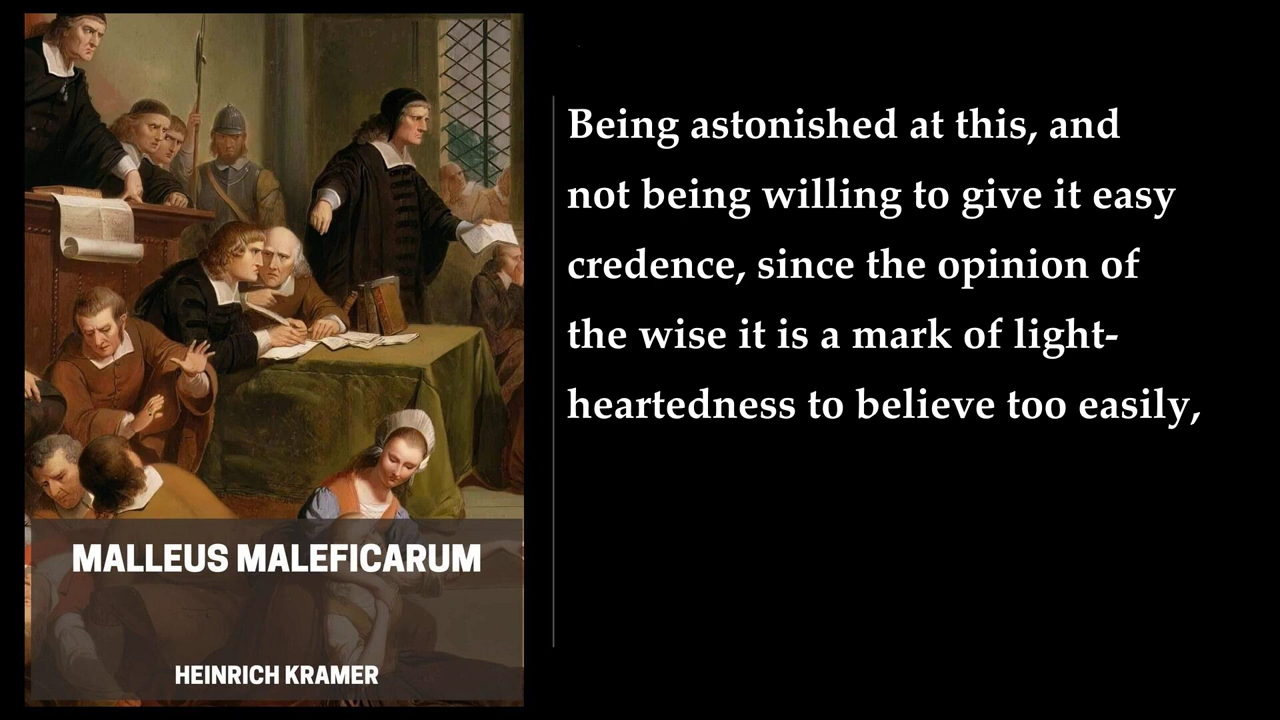 MALLEUS MALEFICARUM
HEINRICH KRAMER
Being astonished at this, and
not being willing to give it easy
credence, since the opinion of
the wise it is a mark of light-
heartedness to believe too easily,